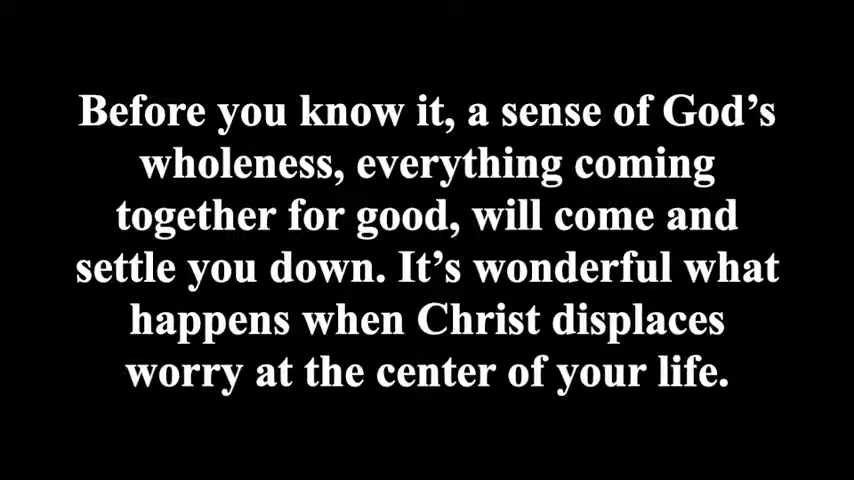 Before you know it, a sense of God’s
wholeness, everything coming
together for good, will come and
settle you down. It’s wonderful what
happens when Christ displaces
worry at the center of your life.